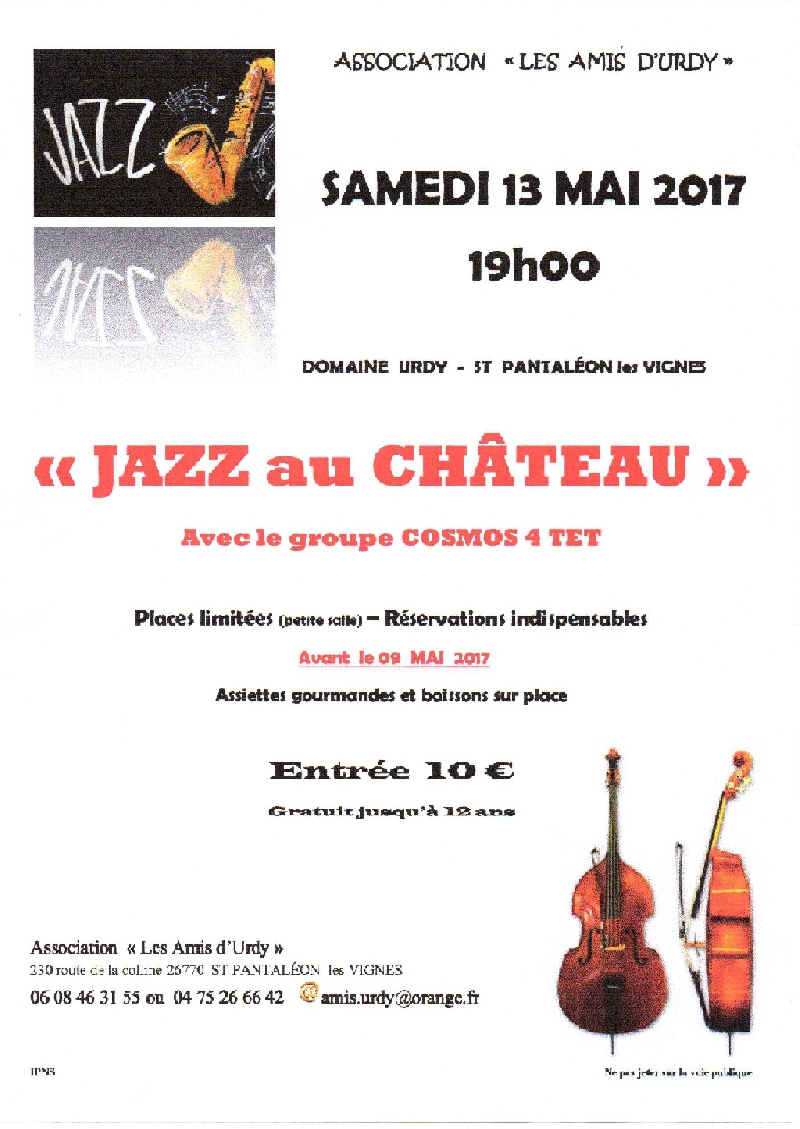 JAZZ
ASSOCIATION « LES AMIS D'URDY »
SAMEDI 13 MAI 2017
19h00
DOMAINE URDY - ST PANTALÉON les VIGNES
« JAZZ au CHÂTEAU »
Avec le groupe COSMOS 4 TET
Places limitées (petite salle) – Réservations indispensables
Avant le 09 MAI 2017
Assiettes gourmandes et boissons sur place
Entrée 10 €
Gratuit jusqu'à 12 ans
Association « Les Amis d'Urdy »
230 route de la colline 26770 ST PANTALÉON les VIGNES
06 08 46 31 55 ou 04 75 26 66 42 @ amis.urdy@orange.fr
IPNS
Ne pas jeter sur la voie publique